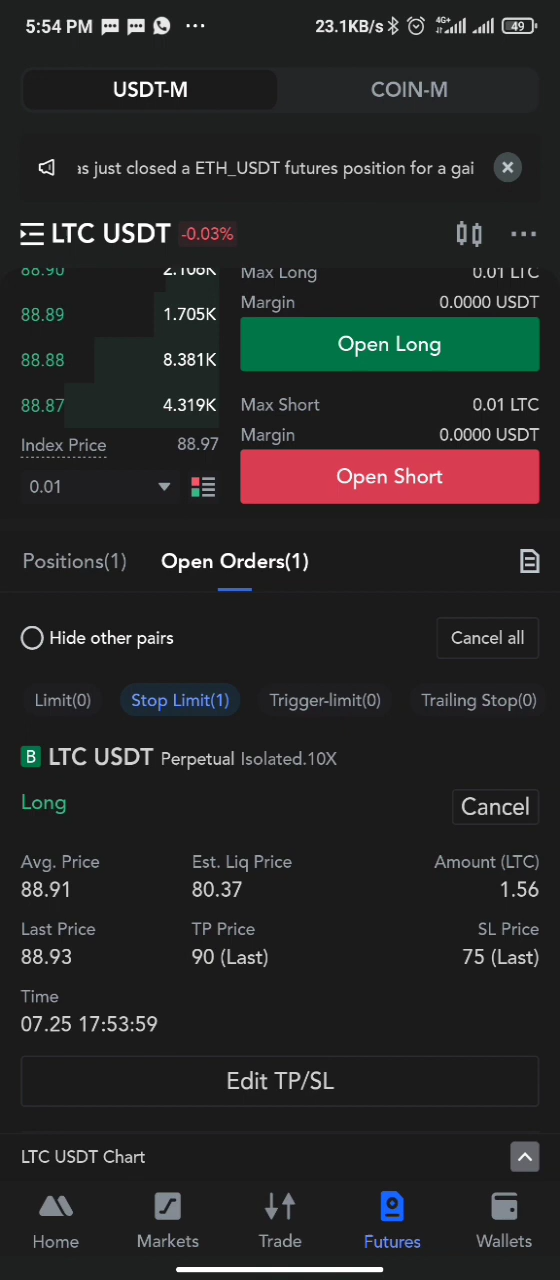 5:54 PM 23.1KB/s 4G+ 49
USDT-M COIN-M
as just closed a ETH_USDT futures position for a gai
LTC USDT -0.03%
88.90 2.106K Max Long 0.01 LTC
88.89 1.705K Margin 0.0000 USDT
Open Long
88.88 8.381K
88.87 4.319K Max Short 0.01 LTC
Index Price 88.97 Margin 0.0000 USDT
0.01 Open Short
Positions(1) Open Orders(1)
Hide other pairs Cancel all
Limit(0) Stop Limit(1) Trigger-limit(0) Trailing Stop(0)
B LTC USDT Perpetual Isolated.10X
Long Cancel
Avg. Price Est. Liq Price Amount (LTC)
88.91 80.37 1.56
Last Price TP Price SL Price
88.93 90 (Last) 75 (Last)
Time
07.25 17:53:59
Edit TP/SL
LTC USDT Chart
Home Markets Trade Futures Wallets